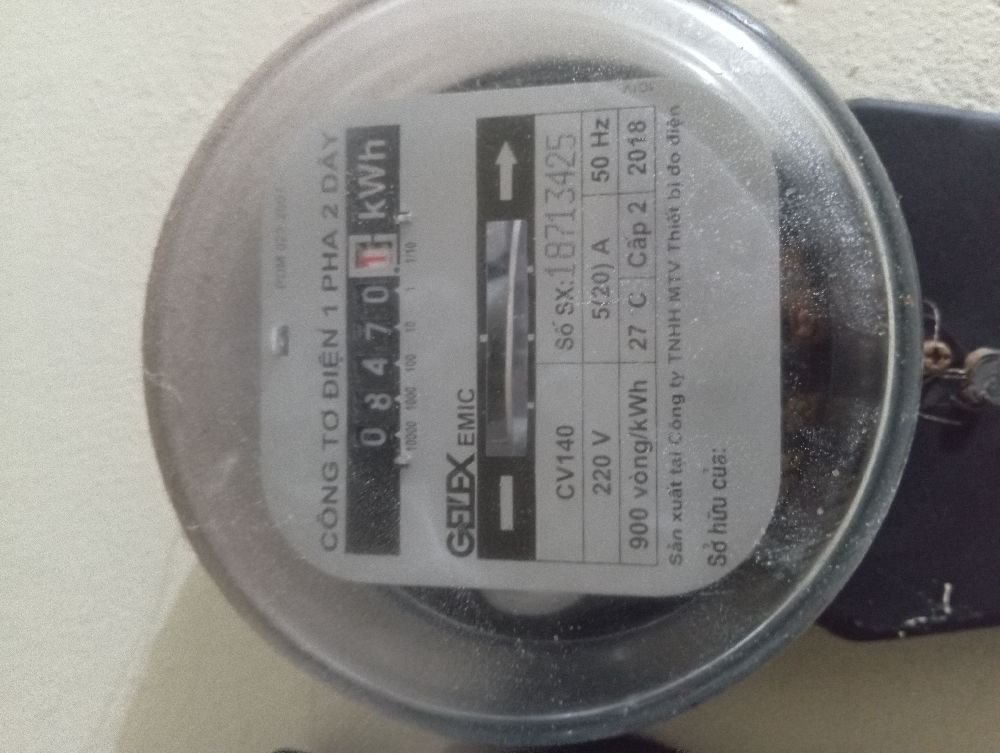 CÔNG TƠ ĐIỆN 1 PHA 2 DÂY
0 8 4 7 0 1 kWh
10000 1000 100 10 1 1/10
GELEX EMIC
CV140 Số SX:18713425
220 V 5(20) A 50 Hz
900 vòng/kWh 27 °C Cấp 2 2018
Sản xuất tại Công ty TNHH MTV Thiết bị đo điện
Sở hữu của: